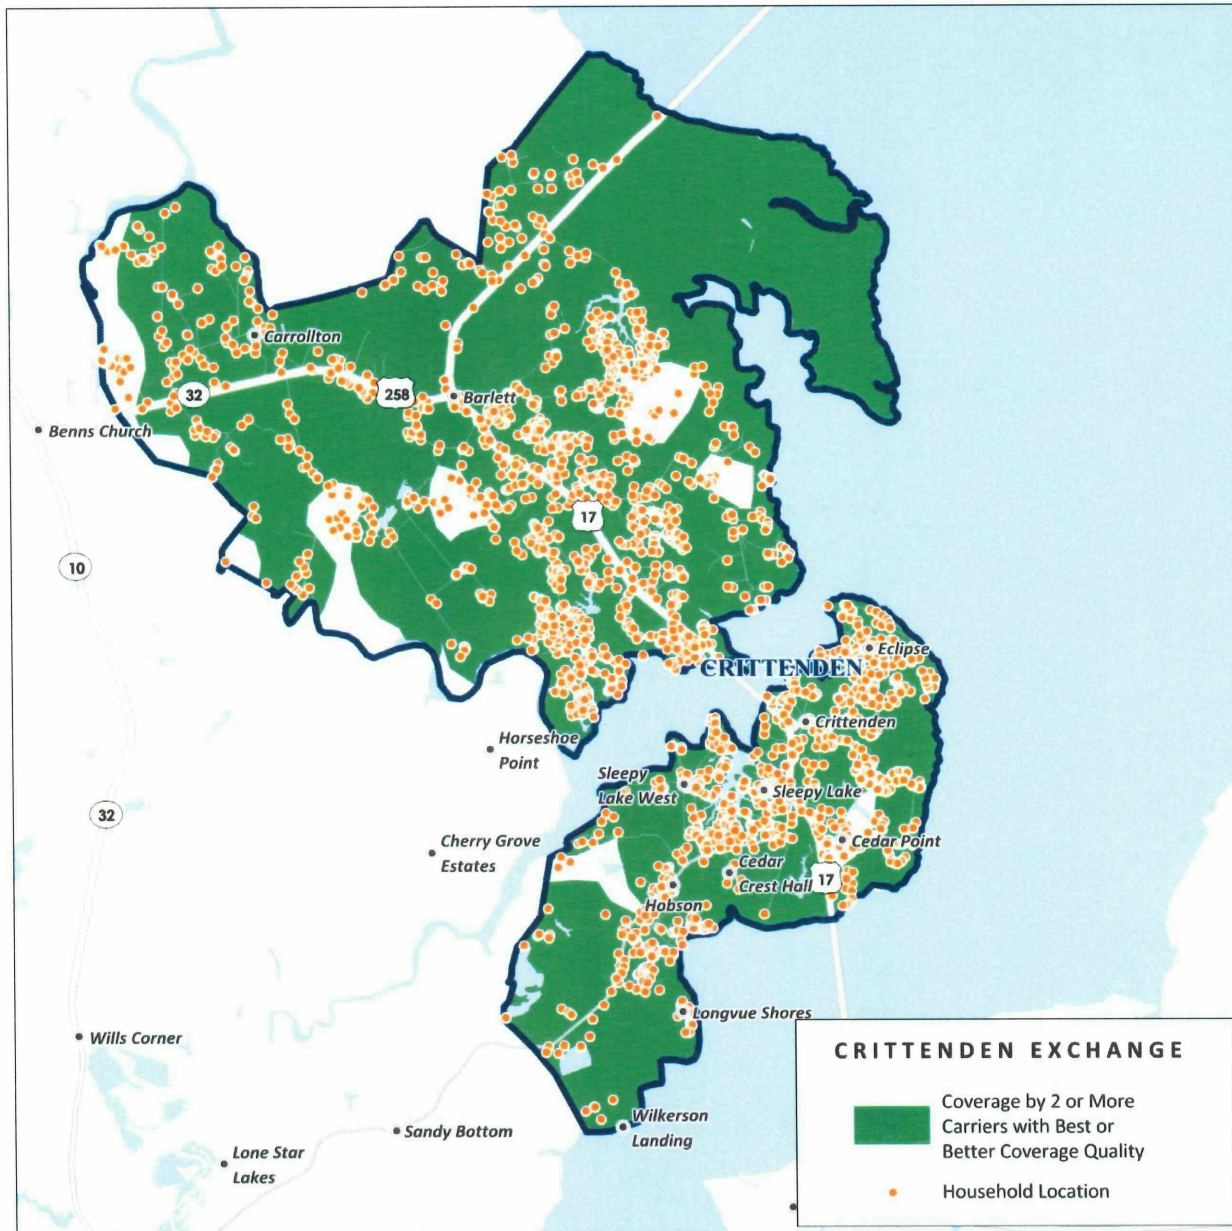 Carrollton
32
258
Barlett
Benns Church
17
10
CRITTENDEN
Eclipse
Crittenden
Horseshoe
Point
Sleepy
Lake West
Sleepy Lake
32
Cherry Grove
Estates
Cedar Point
Cedar
Crest Hall
17
Hobson
Longvue Shores
Wills Corner
Wilkerson
Landing
Sandy Bottom
Lone Star
Lakes
CRITTENDEN EXCHANGE
Coverage by 2 or More
Carriers with Best or
Better Coverage Quality
Household Location